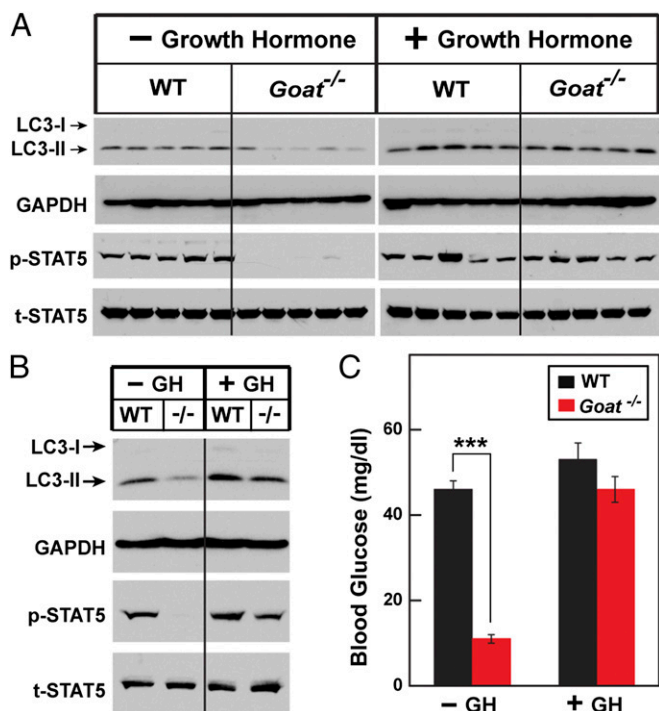 A
− Growth Hormone
+ Growth Hormone
WT
Goat-/-
WT
Goat-/-
LC3-I→
LC3-II→
GAPDH
p-STAT5
t-STAT5
B
− GH
+ GH
WT
-/-
WT
-/-
LC3-I→
LC3-II→
GAPDH
p-STAT5
t-STAT5
C
WT
Goat -/-
***
Blood Glucose (mg/dl)
60
40
20
0
− GH
+ GH